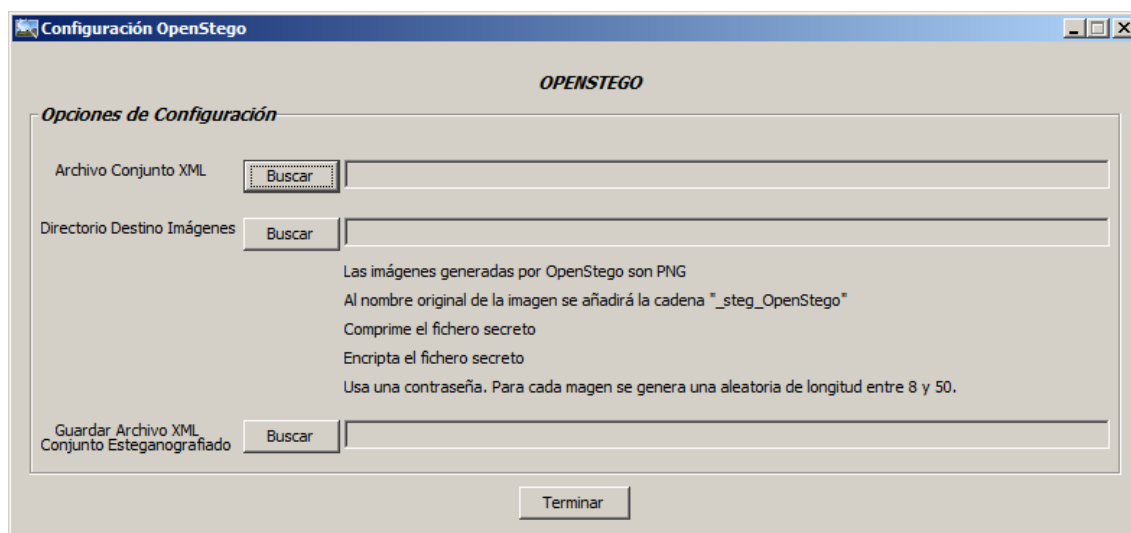 Configuración OpenStego
OPENSTEGO
Opciones de Configuración
Archivo Conjunto XML
Buscar
Directorio Destino Imágenes
Buscar
Las imágenes generadas por OpenStego son PNG
Al nombre original de la imagen se añadirá la cadena "_steg_OpenStego"
Comprime el fichero secreto
Encripta el fichero secreto
Usa una contraseña. Para cada magen se genera una aleatoria de longitud entre 8 y 50.
Guardar Archivo XML
Conjunto Esteganografiado
Buscar
Terminar